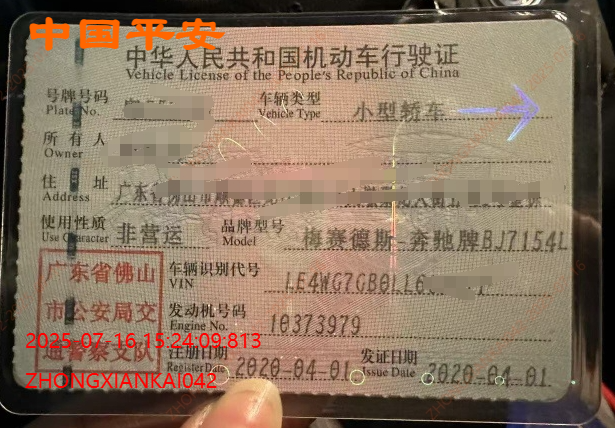 中国平安
中华人民共和国机动车行驶证
Vehicle License of the People's Republic of China
号牌号码
Plate No.
车辆类型 小型轿车
Vehicle Type
所有人
Owner
住址 广东省佛山市
Address
使用性质 非营运 品牌型号 梅赛德斯-奔驰牌BJ7154L
Use Character Model
广东省佛山
市公安局交
通警察支队
车辆识别代号 LE4WG7GB0LL6
VIN
发动机号码 10373979
Engine No.
2025-07-16 15:24:09:813
注册日期 2020-04-01 发证日期 2020-04-01
Register Date Issue Date
ZHONGXIANKAI042